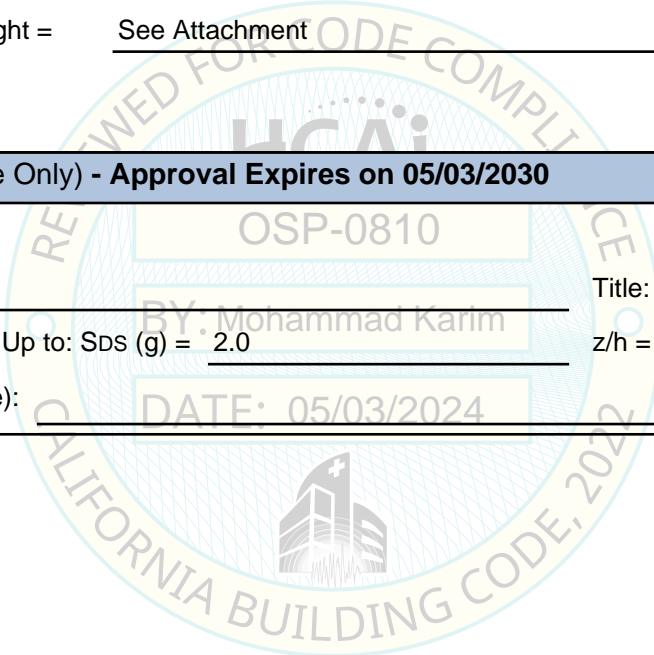 ght = See Attachment
REVIEWED FOR CODE COMPLIANCE
HCAi
e Only) - Approval Expires on 05/03/2030
OSP-0810
Title:
BY: Mohammad Karim
Up to: SDS (g) = 2.0 z/h =
e):
DATE: 05/03/2024
CALIFORNIA BUILDING CODE, 2022